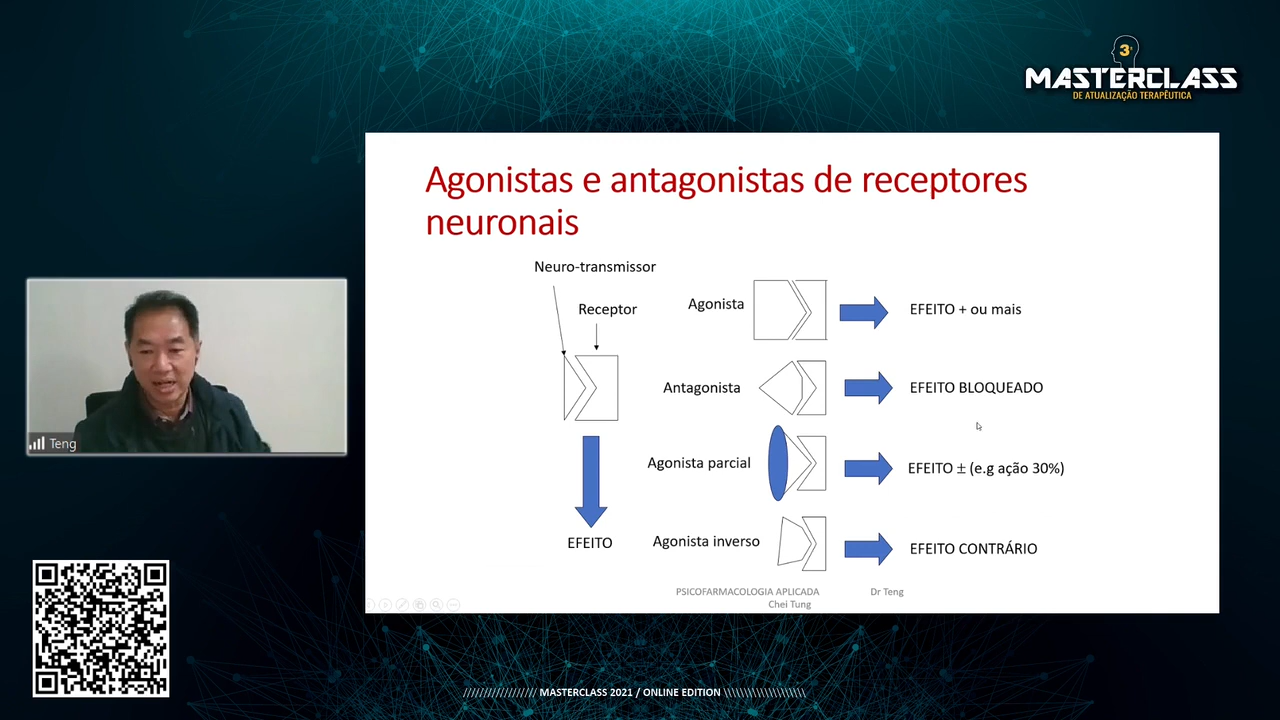 3ª
MASTERCLASS
DE ATUALIZAÇÃO TERAPÊUTICA
Agonistas e antagonistas de receptores
neuronais
Neuro-transmissor
Receptor
EFEITO
Agonista
EFEITO + ou mais
Antagonista
EFEITO BLOQUEADO
Agonista parcial
EFEITO ± (e.g ação 30%)
Agonista inverso
EFEITO CONTRÁRIO
PSICOFARMACOLOGIA APLICADA Dr Teng
Chei Tung
Teng
/////////////////// MASTERCLASS 2021 / ONLINE EDITION \\\\\\\\\\\\\\\\\\\\